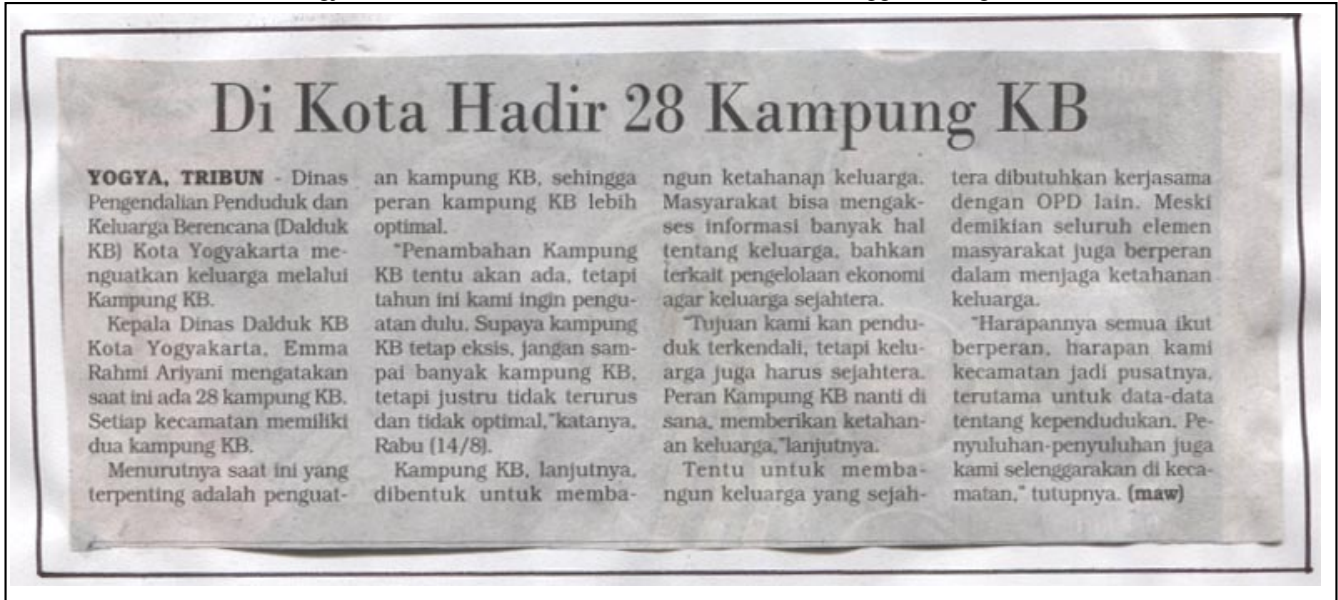 Di Kota Hadir 28 Kampung KB
YOGYA, TRIBUN - Dinas
Pengendalian Penduduk dan
Keluarga Berencana (Dalduk
KB) Kota Yogyakarta me-
nguatkan keluarga melalui
Kampung KB.
Kepala Dinas Dalduk KB
Kota Yogyakarta, Emma
Rahmi Ariyani mengatakan
saat ini ada 28 kampung KB.
Setiap kecamatan memiliki
dua kampung KB.
Menurutnya saat ini yang
terpenting adalah penguat-
an kampung KB, sehingga
peran kampung KB lebih
optimal.
"Penambahan Kampung
KB tentu akan ada, tetapi
tahun ini kami ingin pengu-
atan dulu. Supaya kampung
KB tetap eksis, jangan sam-
pai banyak kampung KB,
tetapi justru tidak terurus
dan tidak optimal,"katanya,
Rabu (14/8).
Kampung KB, lanjutnya,
dibentuk untuk memba-
ngun ketahanan keluarga.
Masyarakat bisa mengak-
ses informasi banyak hal
tentang keluarga, bahkan
terkait pengelolaan ekonomi
agar keluarga sejahtera.
"Tujuan kami kan pendu-
duk terkendali, tetapi kelu-
arga juga harus sejahtera.
Peran Kampung KB nanti di
sana, memberikan ketahan-
an keluarga,"lanjutnya.
Tentu untuk memba-
ngun keluarga yang sejah-
tera dibutuhkan kerjasama
dengan OPD lain. Meski
demikian seluruh elemen
masyarakat juga berperan
dalam menjaga ketahanan
keluarga.
"Harapannya semua ikut
berperan, harapan kami
kecamatan jadi pusatnya,
terutama untuk data-data
tentang kependudukan. Pe-
nyuluhan-penyuluhan juga
kami selenggarakan di keca-
matan," tutupnya. (maw)